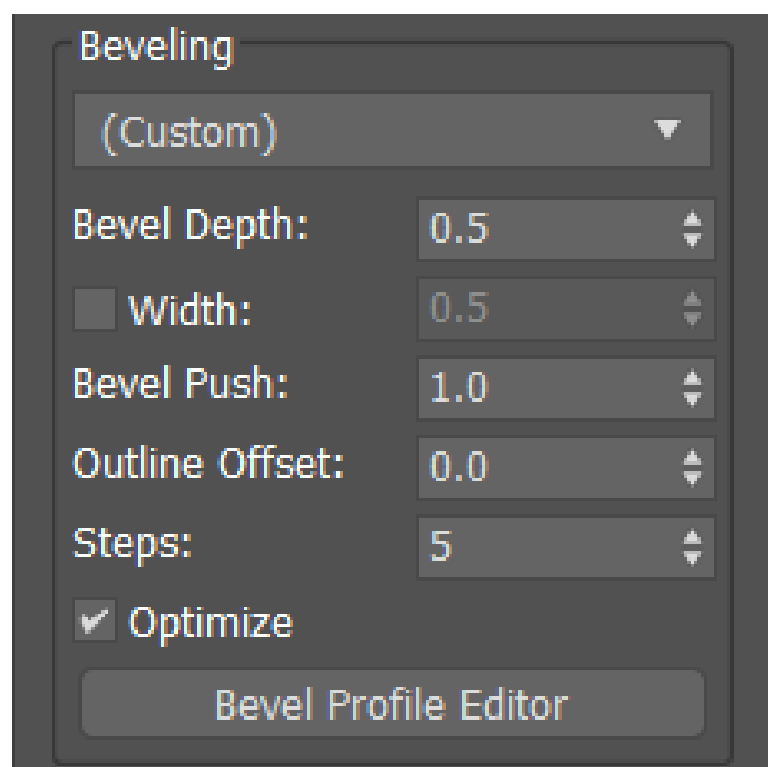 Beveling
(Custom)
Bevel Depth: 0.5
Width: 0.5
Bevel Push: 1.0
Outline Offset: 0.0
Steps: 5
Optimize
Bevel Profile Editor